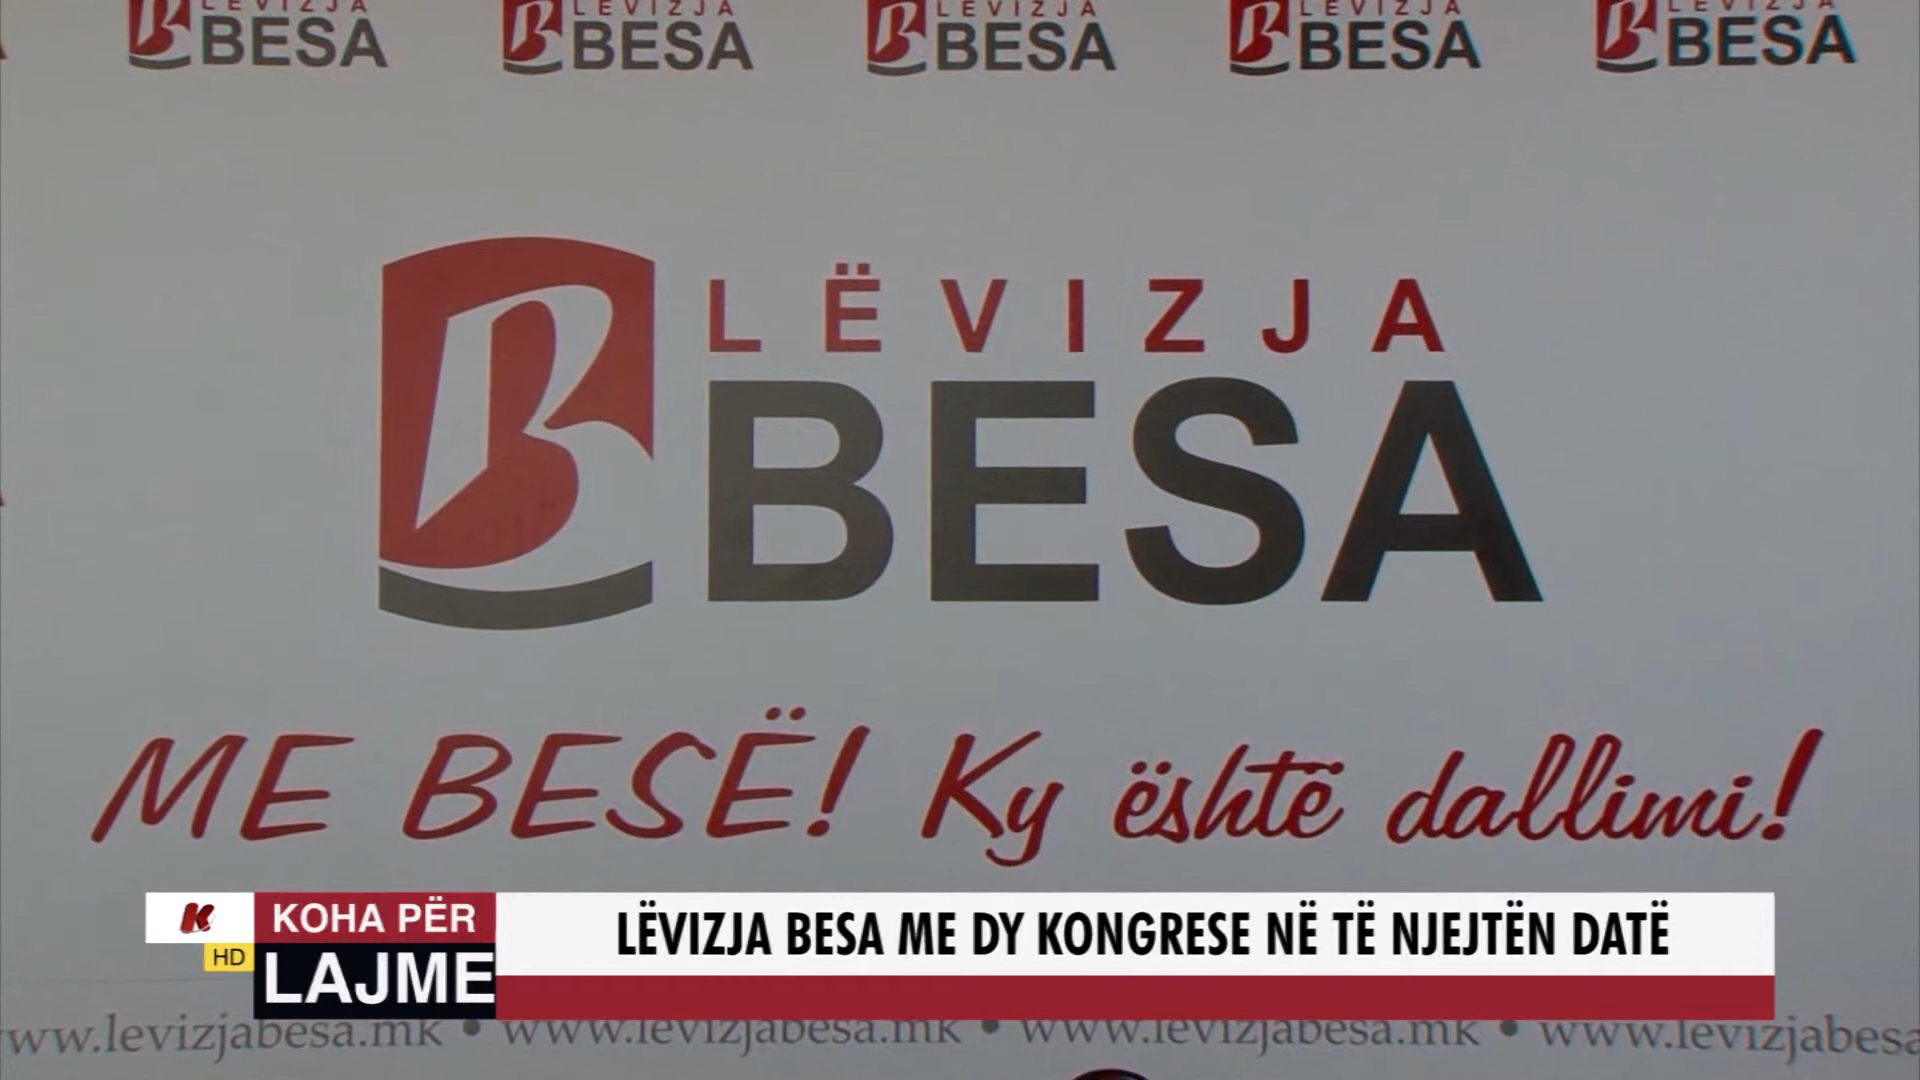 LËVIZJA LËVIZJA LËVIZJA LËVIZJA LËVIZJA
BESA BESA BESA BESA BESA
LËVIZJA
BESA
ME BESË! Ky është dallimi!
KOHA PËR
HD
LAJME
LËVIZJA BESA ME DY KONGRESE NË TË NJEJTËN DATË
www.levizjabesa.mk • www.levizjabesa.mk • www.levizjabesa.mk • www.levizjabesa